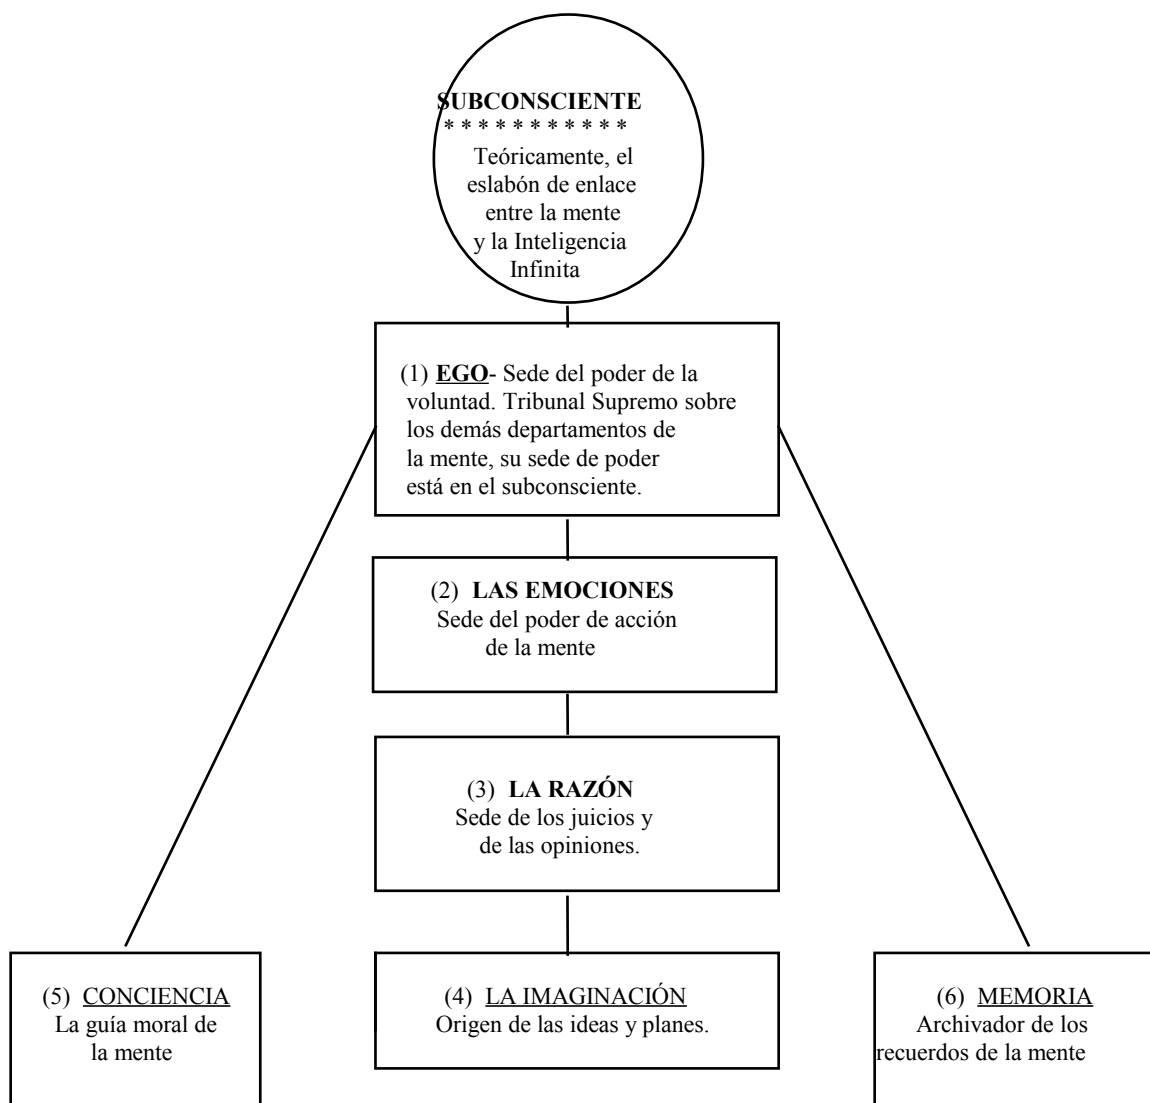 SUBCONSCIENTE
* * * * * * * * * * *
Teóricamente, el
eslabón de enlace
entre la mente
y la Inteligencia
Infinita
(1) EGO- Sede del poder de la
voluntad. Tribunal Supremo sobre
los demás departamentos de
la mente, su sede de poder
está en el subconsciente.
(2) LAS EMOCIONES
Sede del poder de acción
de la mente
(3) LA RAZÓN
Sede de los juicios y
de las opiniones.
(5) CONCIENCIA
La guía moral de
la mente
(4) LA IMAGINACIÓN
Origen de las ideas y planes.
(6) MEMORIA
Archivador de los
recuerdos de la mente